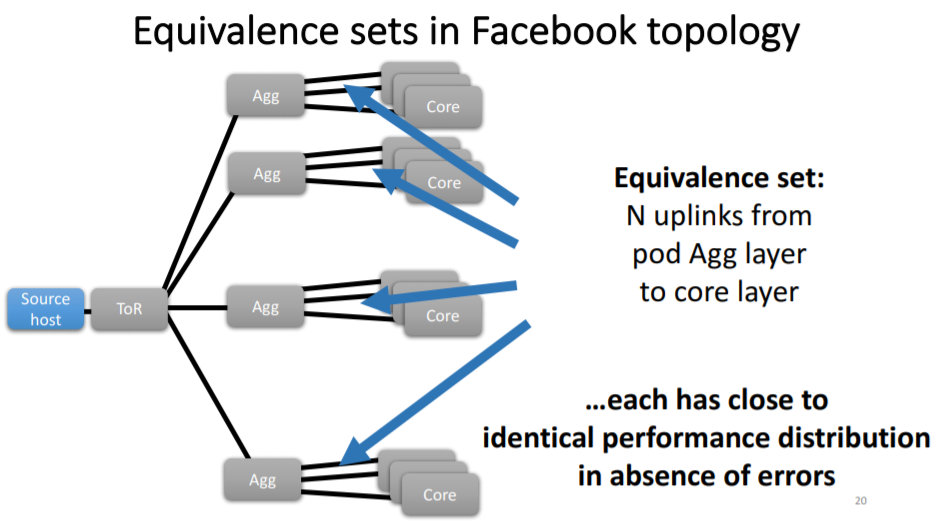 Equivalence sets in Facebook topology
Agg
Core
Agg
Core
Equivalence set:
N uplinks from
pod Agg layer
to core layer
Source
host
ToR
Agg
Core
…each has close to
identical performance distribution
in absence of errors
Agg
Core
20